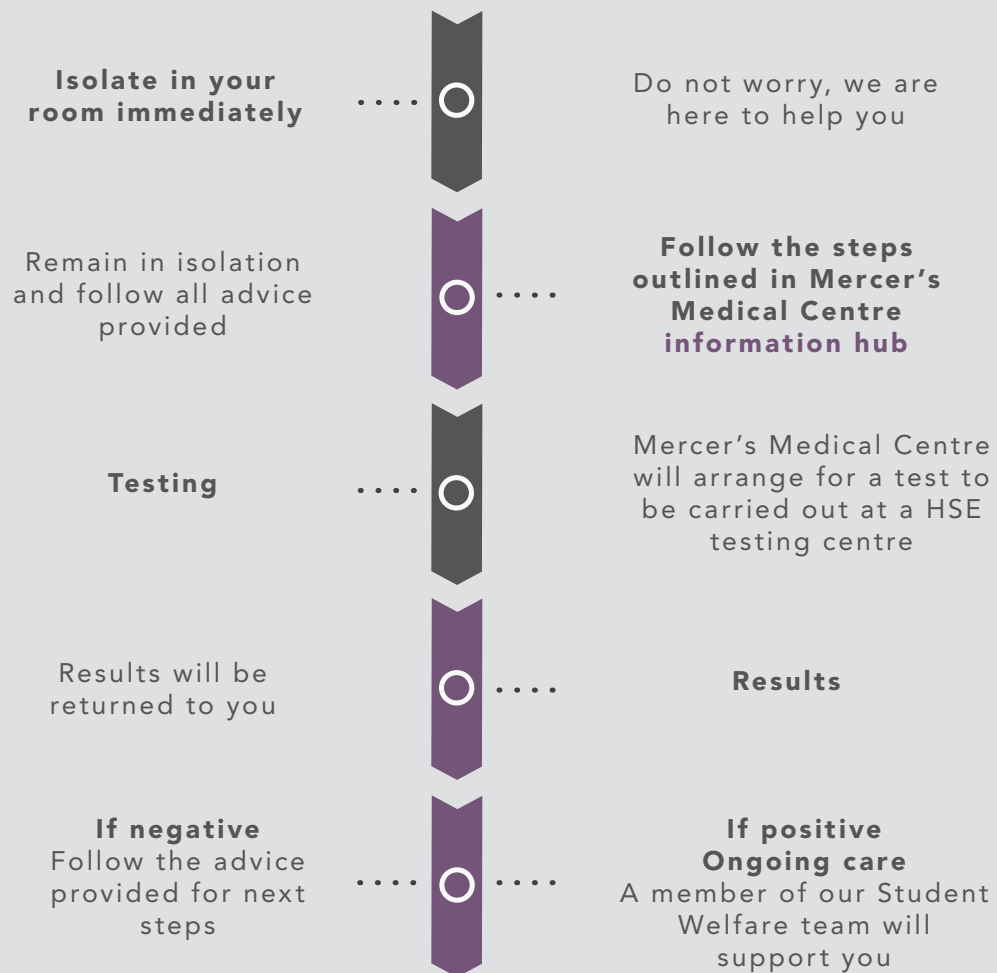 Isolate in your
room immediately
Do not worry, we are
here to help you
Remain in isolation
and follow all advice
provided
Follow the steps
outlined in Mercer’s
Medical Centre
information hub
Testing
Mercer’s Medical Centre
will arrange for a test to
be carried out at a HSE
testing centre
Results will be
returned to you
Results
If negative
Follow the advice
provided for next
steps
If positive
Ongoing care
A member of our Student
Welfare team will
support you